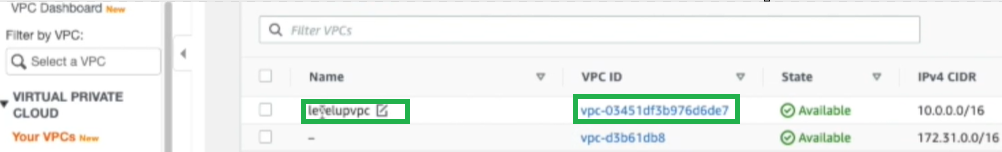 VPC Dashboard New
Filter by VPC:
Select a VPC
VIRTUAL PRIVATE
CLOUD
Your VPCs New
Filter VPCs
Name VPC ID State IPv4 CIDR
levelupvpc vpc-03451df3b976d6de7 Available 10.0.0.0/16
– vpc-d3b61db8 Available 172.31.0.0/16